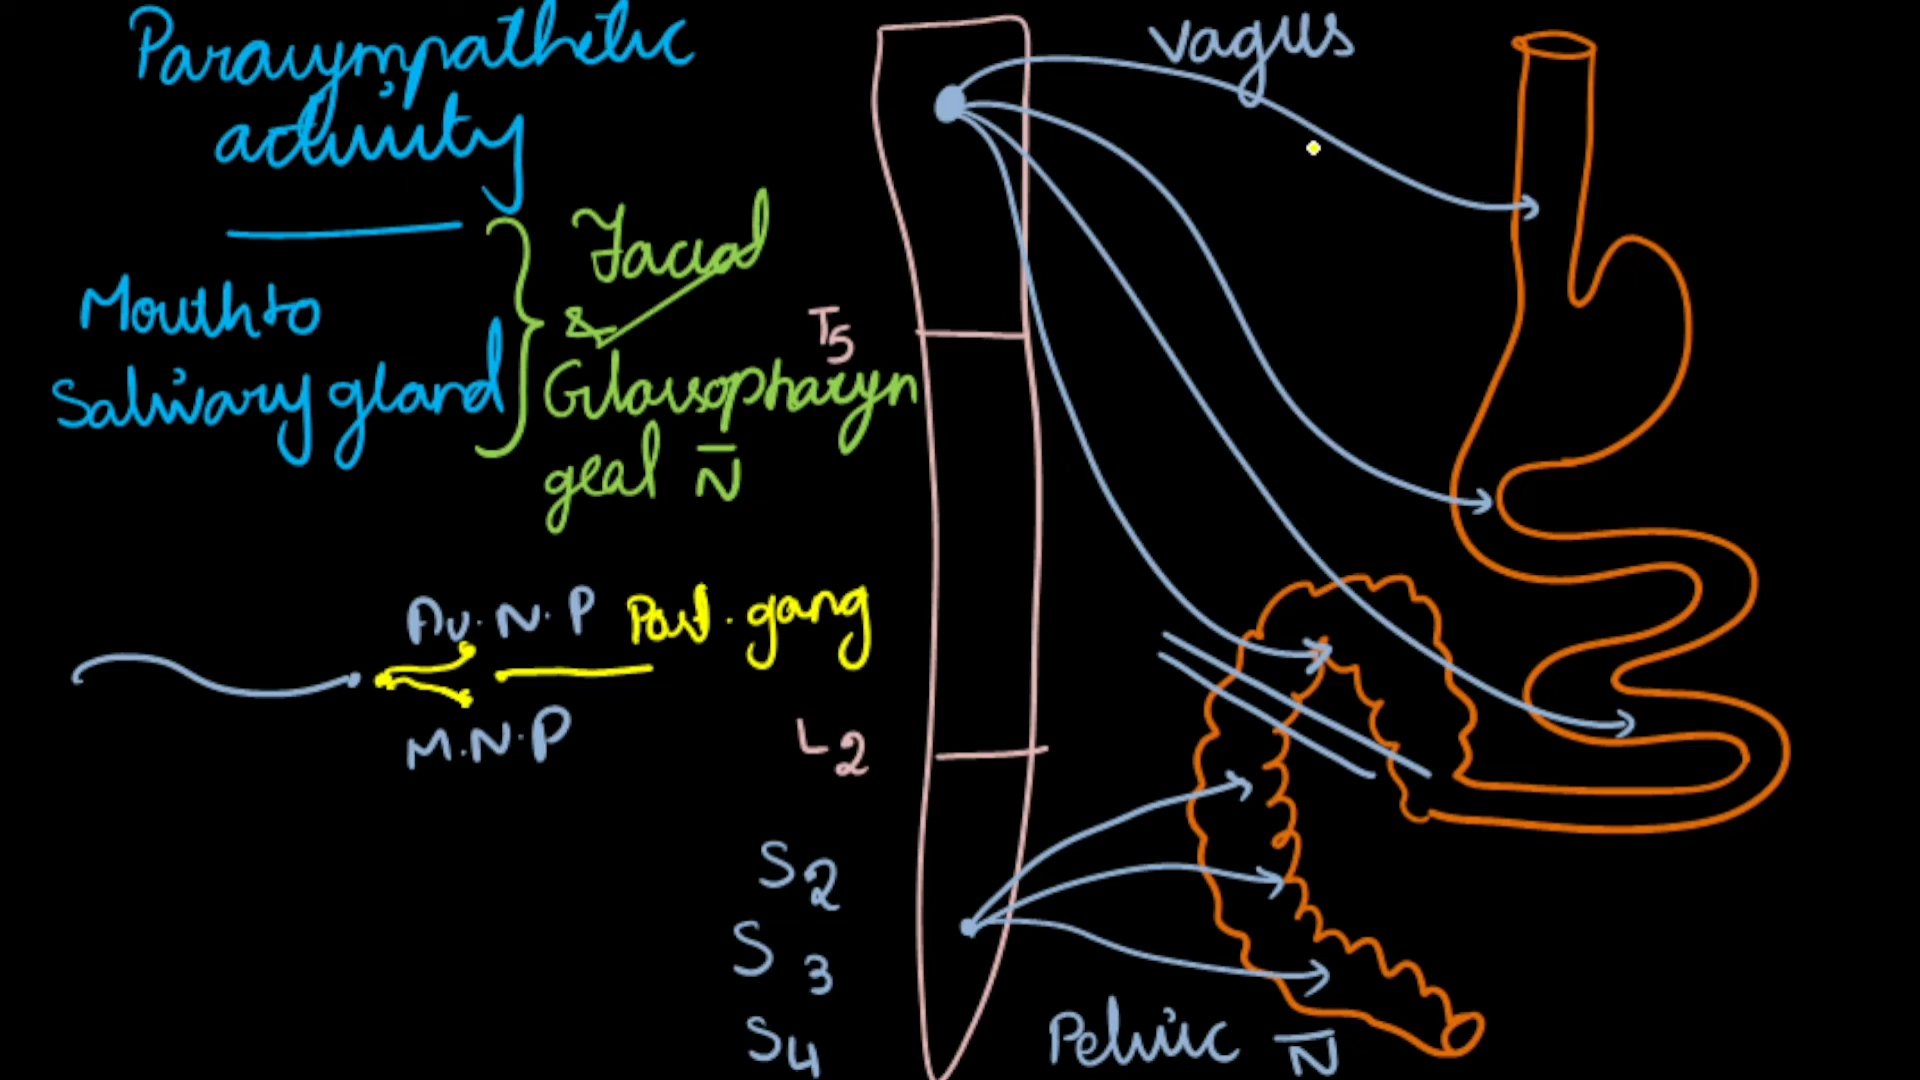 Parasympathetic
activity
Mouth to
Salivary gland
Facial
&
Glossopharyn
geal N
T5
L2
S2
S3
S4
Au.N.P
Post.gang
M.N.P
vagus
Pelvic N